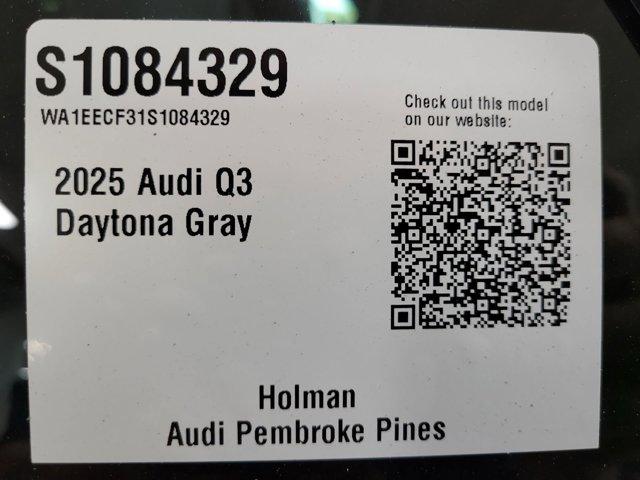 S1084329
WA1EECF31S1084329
Check out this model
on our website:
2025 Audi Q3
Daytona Gray
Holman
Audi Pembroke Pines